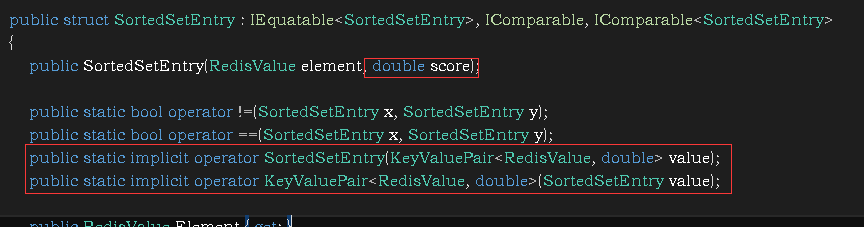 public struct SortedSetEntry : IEquatable<SortedSetEntry>, IComparable, IComparable<SortedSetEntry>
{
public SortedSetEntry(RedisValue element, double score);
public static bool operator !=(SortedSetEntry x, SortedSetEntry y);
public static bool operator ==(SortedSetEntry x, SortedSetEntry y);
public static implicit operator SortedSetEntry(KeyValuePair<RedisValue, double> value);
public static implicit operator KeyValuePair<RedisValue, double>(SortedSetEntry value);
public RedisValue Element { get; }